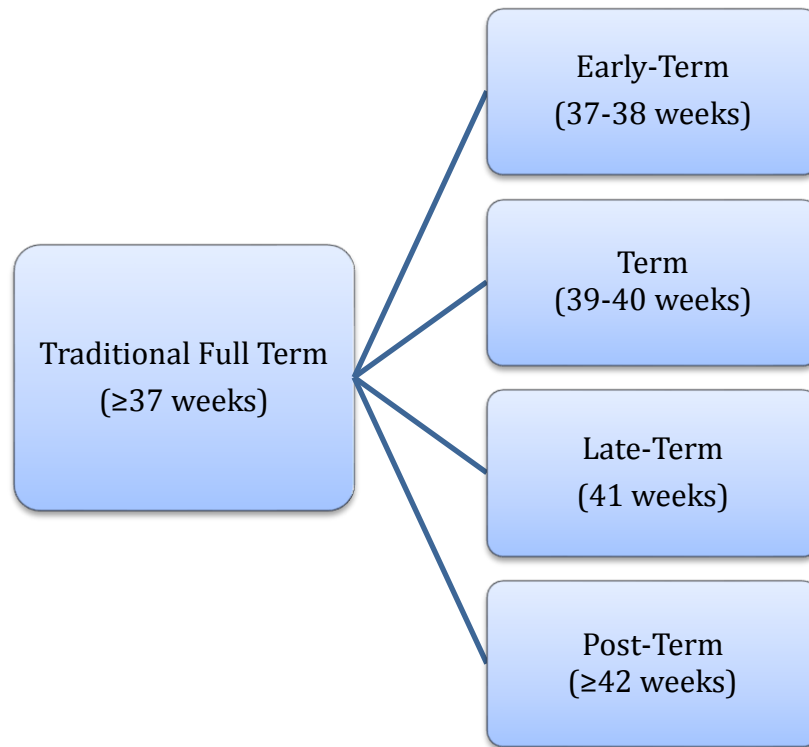 Traditional Full Term
(≥37 weeks)
Early-Term
(37-38 weeks)
Term
(39-40 weeks)
Late-Term
(41 weeks)
Post-Term
(≥42 weeks)